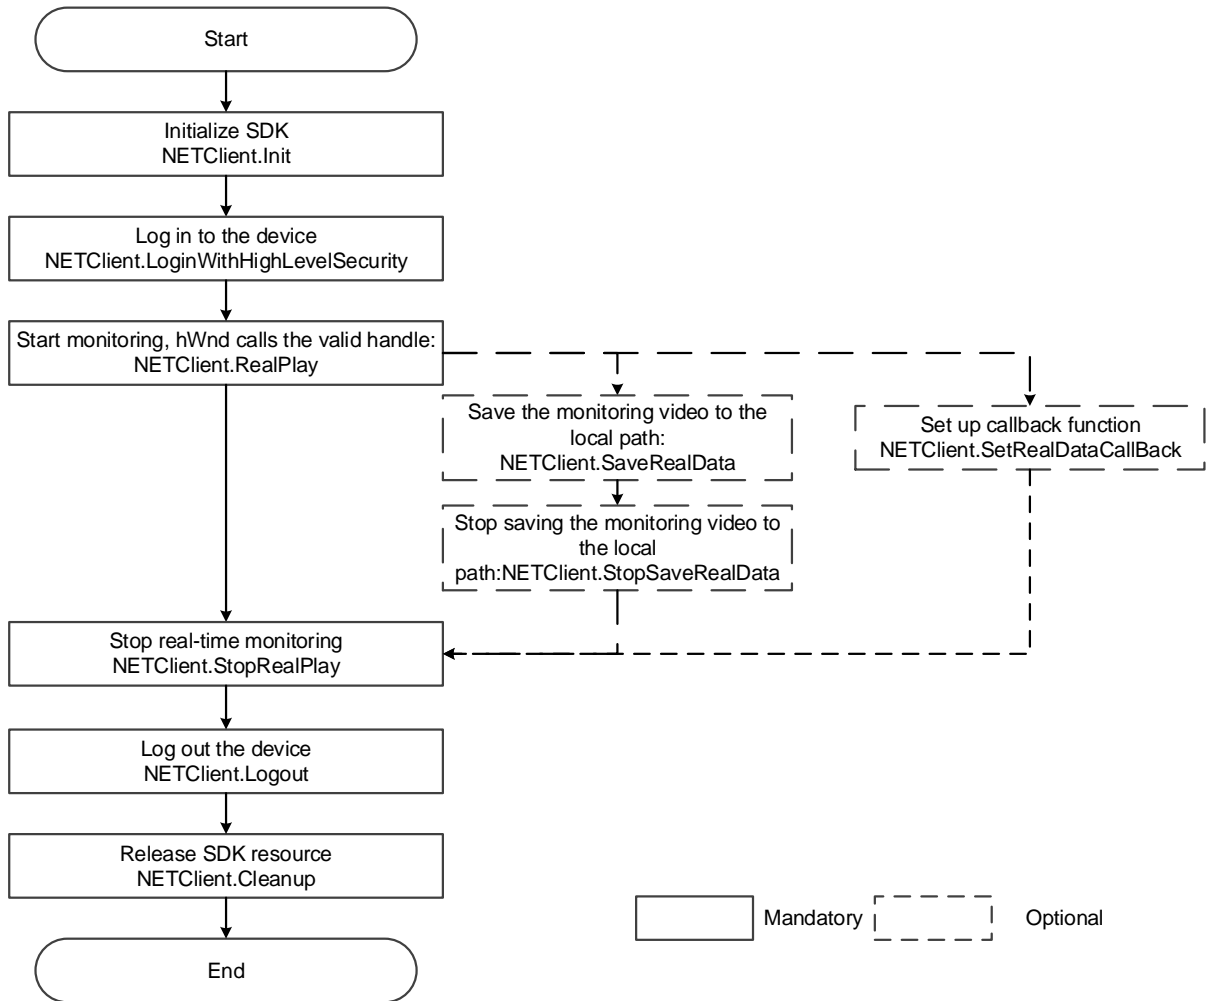 Start
Initialize SDK
NETClient.Init
Log in to the device
NETClient.LoginWithHighLevelSecurity
Start monitoring, hWnd calls the valid handle:
NETClient.RealPlay
Save the monitoring video to the
local path:
NETClient.SaveRealData
Set up callback function
NETClient.SetRealDataCallBack
Stop saving the monitoring video to
the local
path:NETClient.StopSaveRealData
Stop real-time monitoring
NETClient.StopRealPlay
Log out the device
NETClient.Logout
Release SDK resource
NETClient.Cleanup
Mandatory
Optional
End